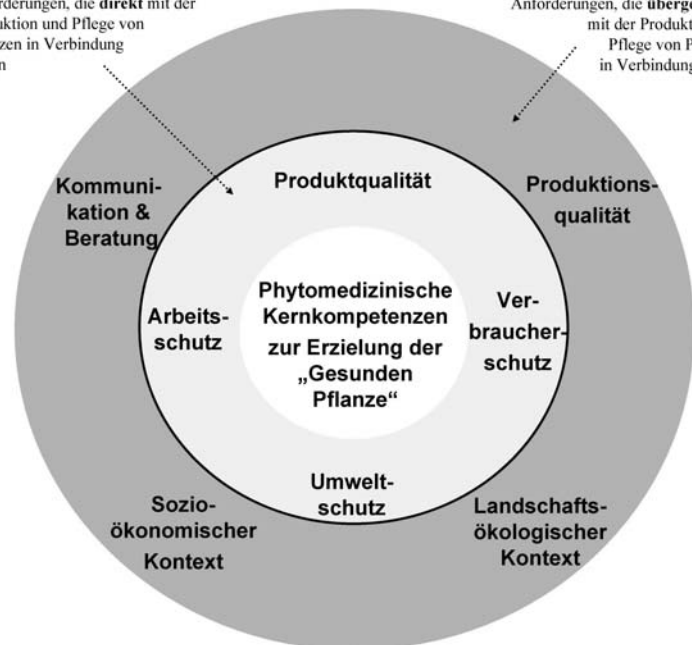 rderungen, die direkt mit der
uktion und Pflege von
zen in Verbindung
n
Anforderungen, die überge
mit der Produkt
Pflege von P
in Verbindung
Produktqualität
Kommuni-
kation &
Beratung
Produktions-
qualität
Phytomedizinische
Kernkompetenzen
zur Erzielung der
„Gesunden
Pflanze“
Arbeits-
schutz
Ver-
braucher-
schutz
Umwelt-
schutz
Sozio-
ökonomischer
Kontext
Landschafts-
ökologischer
Kontext